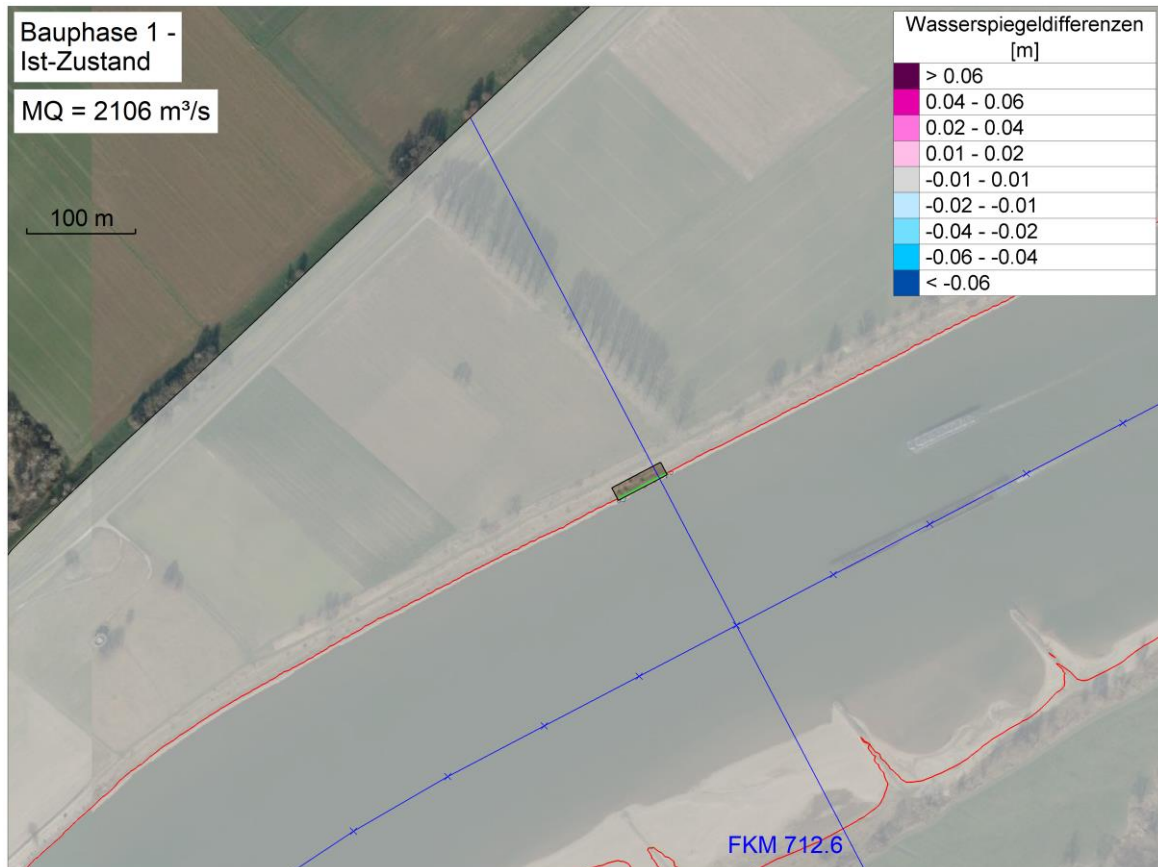 Bauphase 1 -
Ist-Zustand
MQ = 2106 m³/s
100 m
Wasserspiegeldifferenzen
[m]
> 0.06
0.04 - 0.06
0.02 - 0.04
0.01 - 0.02
-0.01 - 0.01
-0.02 - -0.01
-0.04 - -0.02
-0.06 - -0.04
< -0.06
FKM 712.6